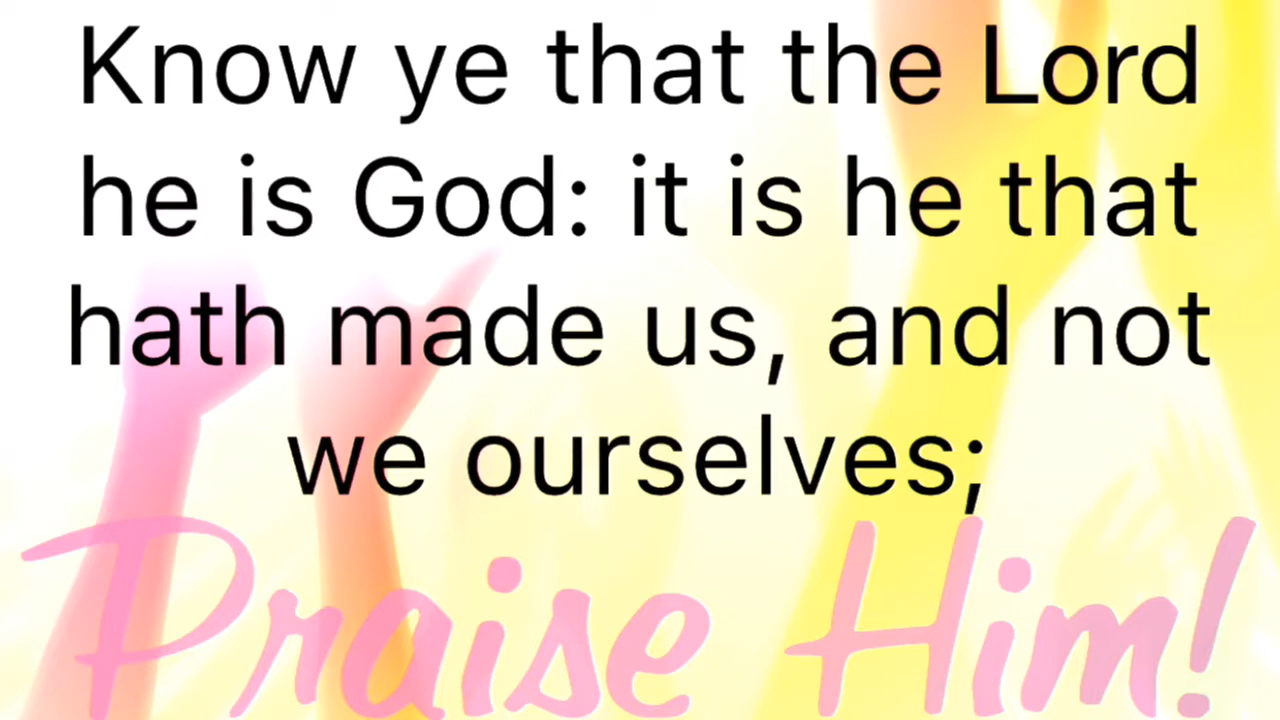 Know ye that the Lord
he is God: it is he that
hath made us, and not
we ourselves;
Praise Him!